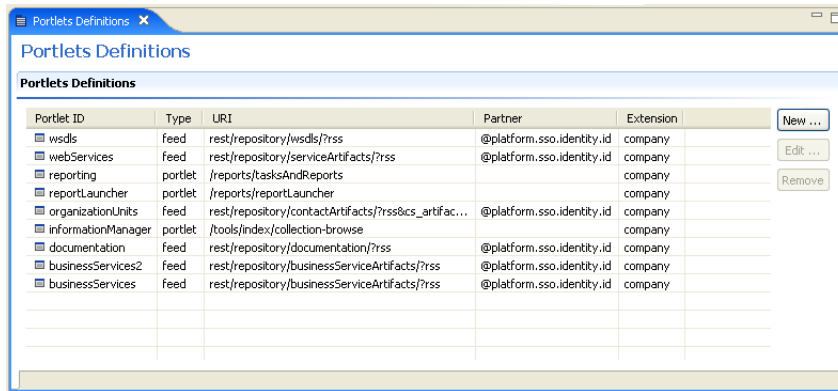 Portlets Definitions
Portlets Definitions
Portlets Definitions
Portlet ID Type URI Partner Extension
New ...
wsdls feed rest/repository/wsdls/?rss @platform.sso.identity.id company
webServices feed rest/repository/serviceArtifacts/?rss @platform.sso.identity.id company
Edit ...
reporting portlet /reports/tasksAndReports company
Remove
reportLauncher portlet /reports/reportLauncher company
organizationUnits feed rest/repository/contactArtifacts/?rss&cs_artifac... @platform.sso.identity.id company
informationManager portlet /tools/index/collection-browse company
documentation feed rest/repository/documentation/?rss @platform.sso.identity.id company
businessServices2 feed rest/repository/businessServiceArtifacts/?rss @platform.sso.identity.id company
businessServices feed rest/repository/businessServiceArtifacts/?rss @platform.sso.identity.id company